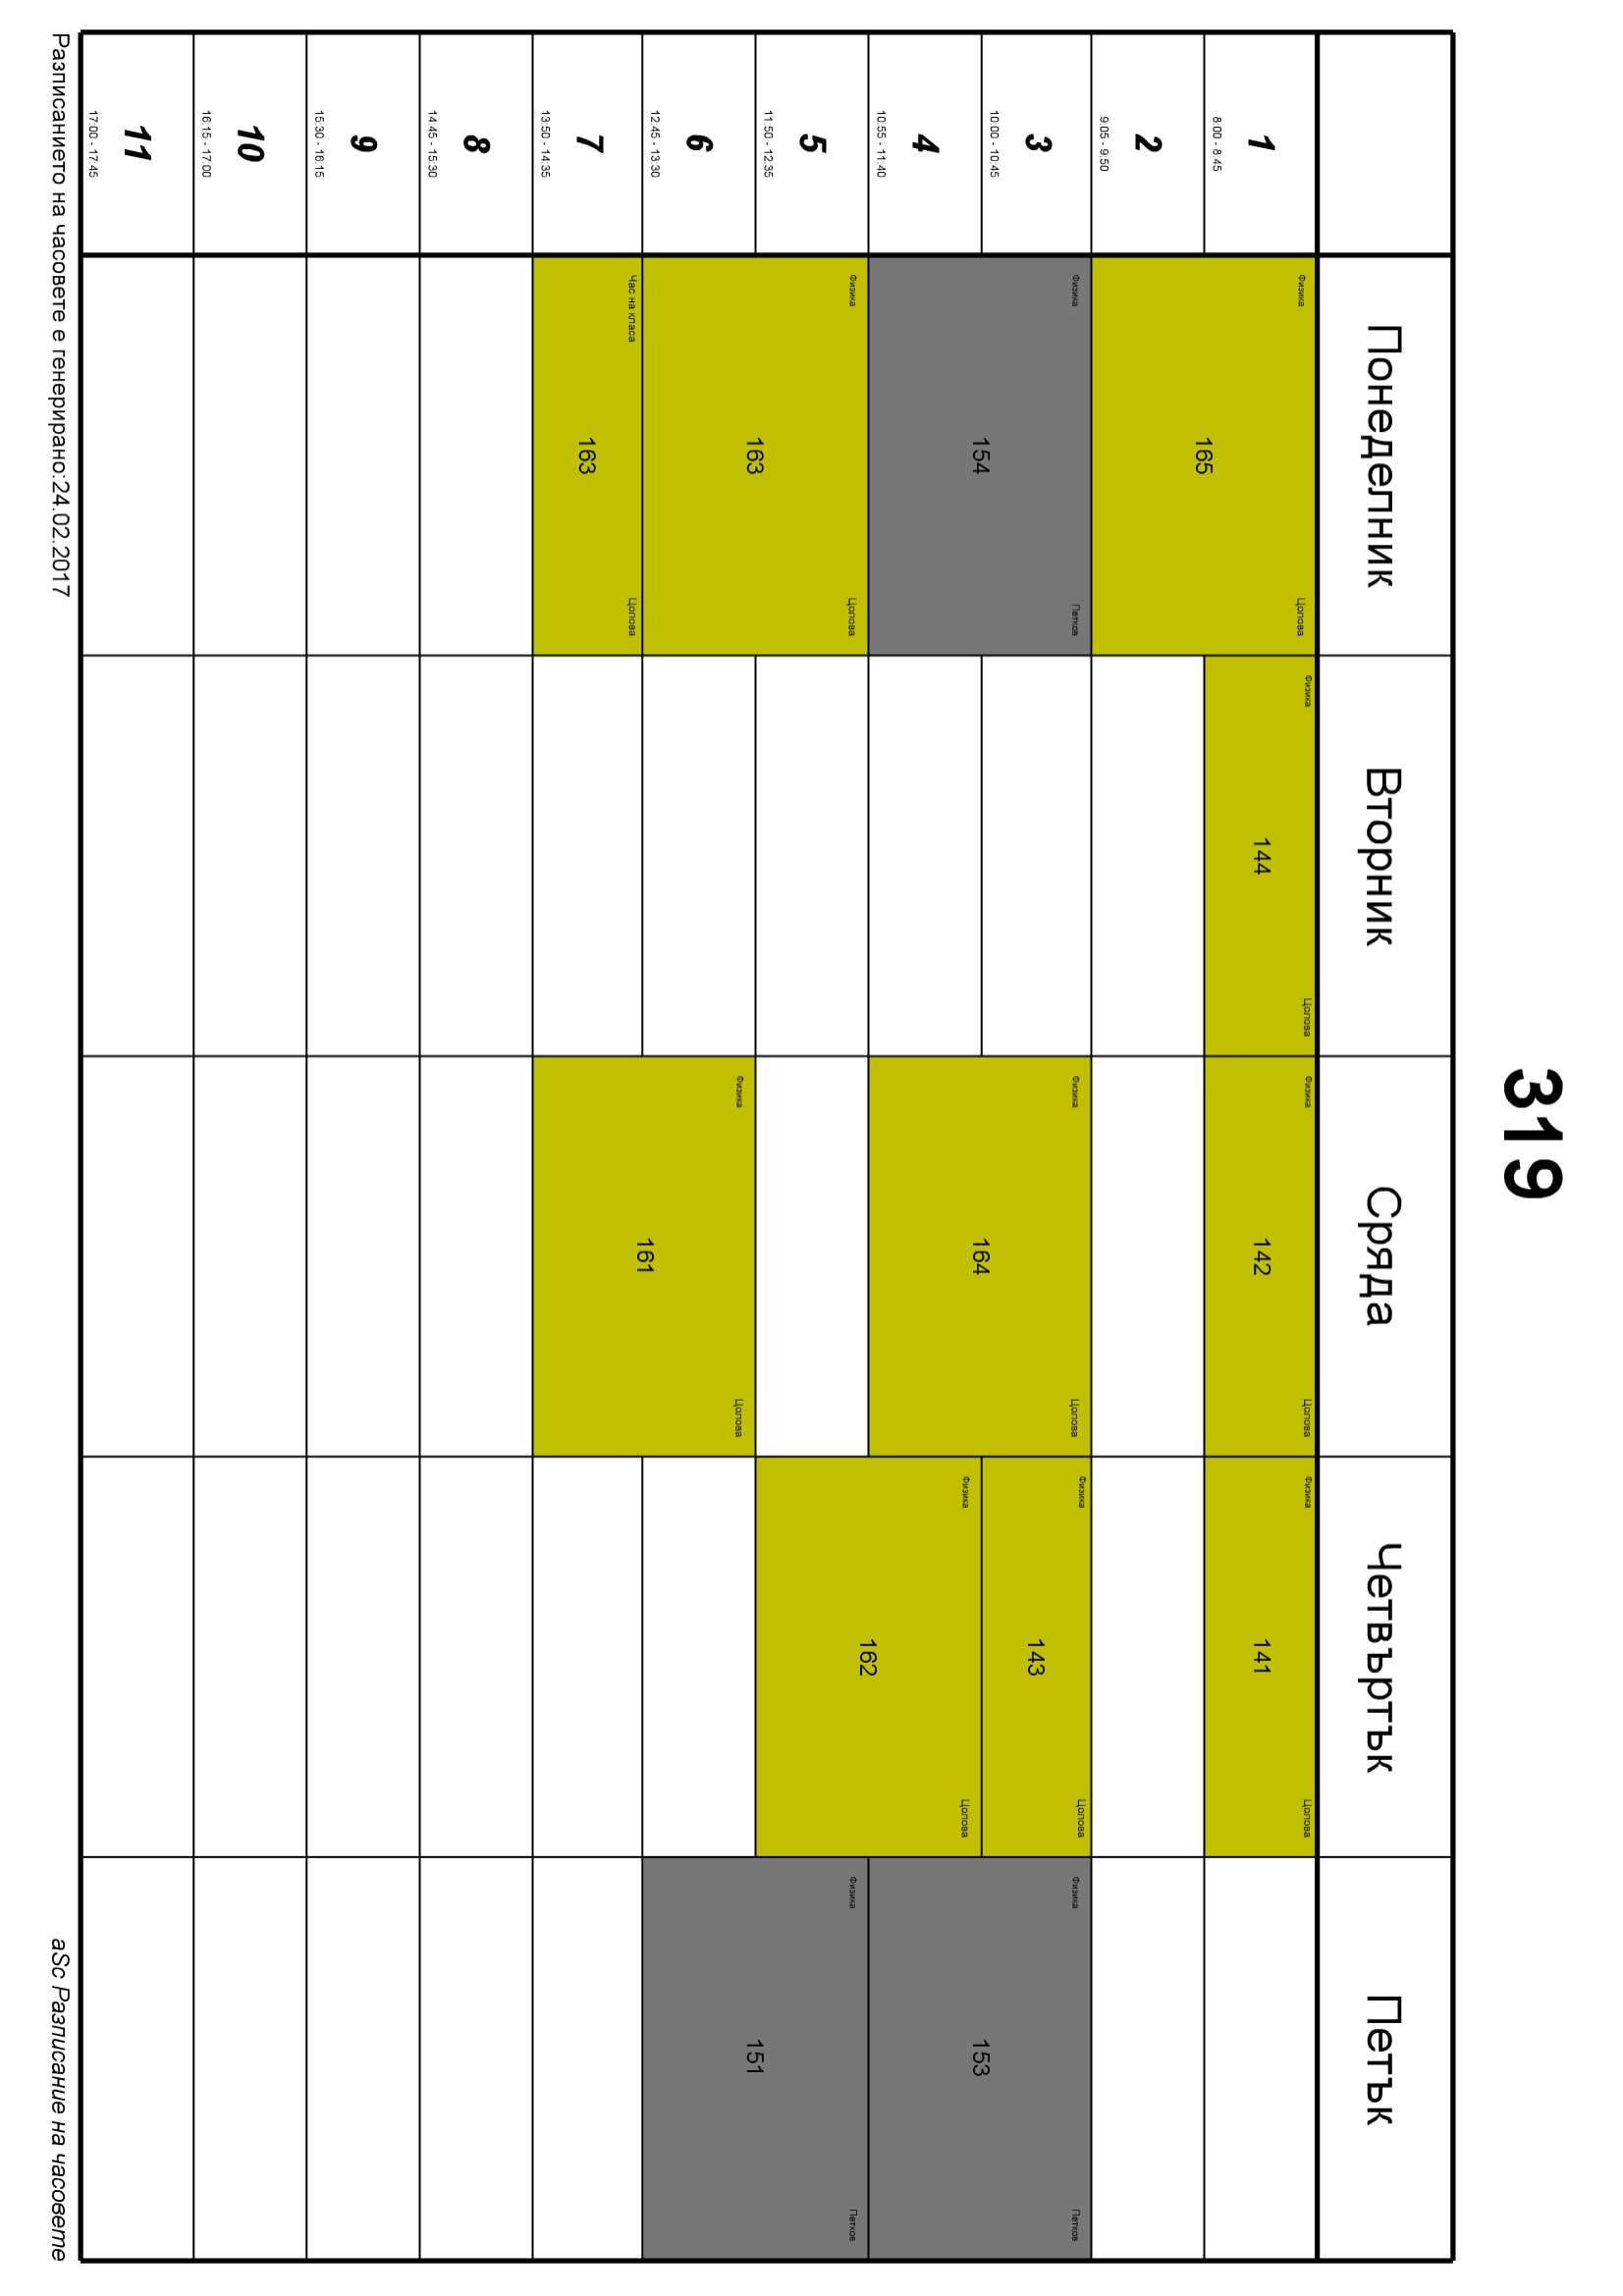 319
Понеделник Вторник Сряда Четвъртък Петък
1
8:00 - 8:45
2
9:05 - 9:50
3
10:00 - 10:45
4
10:55 - 11:40
5
11:50 - 12:35
6
12:45 - 13:30
7
13:50 - 14:35
8
14:45 - 15:30
9
15:30 - 16:15
10
16:15 - 17:00
11
17:00 - 17:45
Физика
165
Цолова
Физика
154
Петков
Физика
163
Цолова
Час на класа
163
Цолова
Физика
144
Цолова
Физика
142
Цолова
Физика
164
Цолова
Физика
161
Цолова
Физика
141
Цолова
Физика
143
Цолова
Физика
162
Цолова
Физика
153
Петков
Физика
151
Петков
Разписанието на часовете е генерирано:24.02.2017
aSc Разписание на часовете